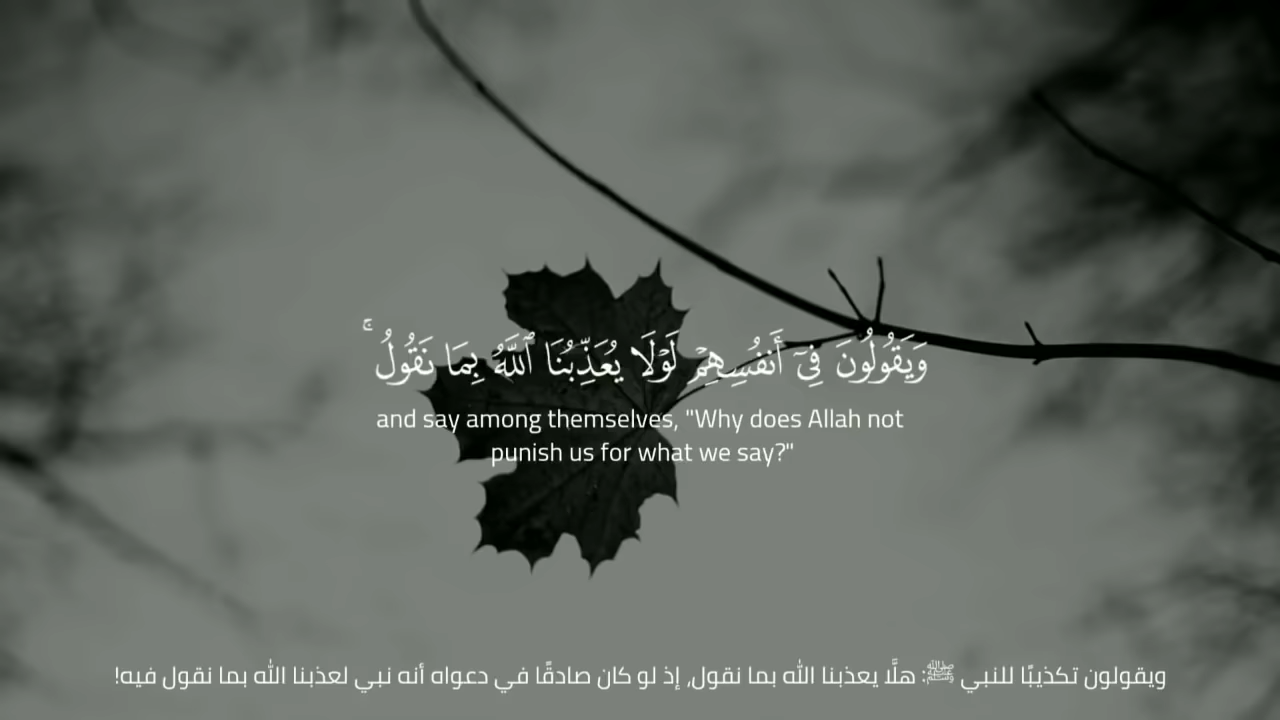 وَيَقُولُونَ فِىٓ أَنفُسِهِمْ لَوْلَا يُعَذِّبُنَا ٱللَّهُ بِمَا نَقُولُ ۚ
and say among themselves, "Why does Allah not
punish us for what we say?"
ويقولون تكذيبًا للنبي ﷺ: هلَّا يعذبنا الله بما نقول، إذ لو كان صادقًا في دعواه أنه نبي لعذبنا الله بما نقول فيه!